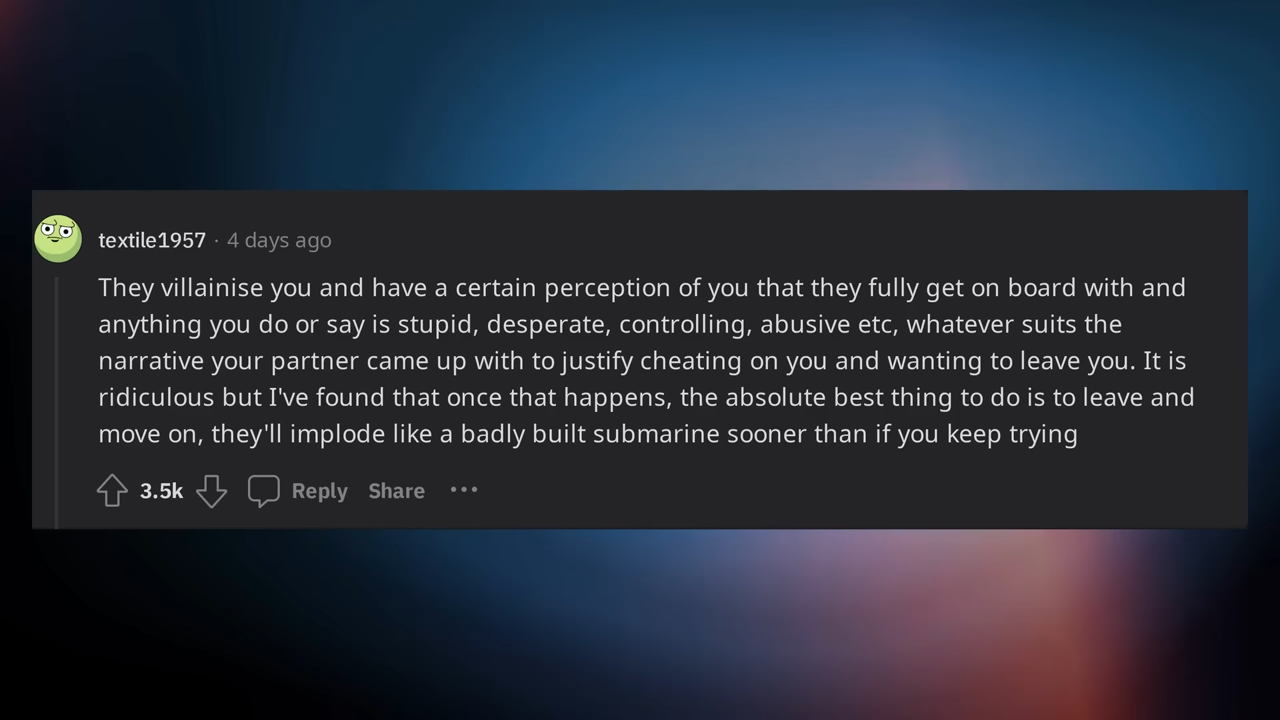 textile1957 · 4 days ago
They villainise you and have a certain perception of you that they fully get on board with and
anything you do or say is stupid, desperate, controlling, abusive etc, whatever suits the
narrative your partner came up with to justify cheating on you and wanting to leave you. It is
ridiculous but I've found that once that happens, the absolute best thing to do is to leave and
move on, they'll implode like a badly built submarine sooner than if you keep trying
3.5k Reply Share ···